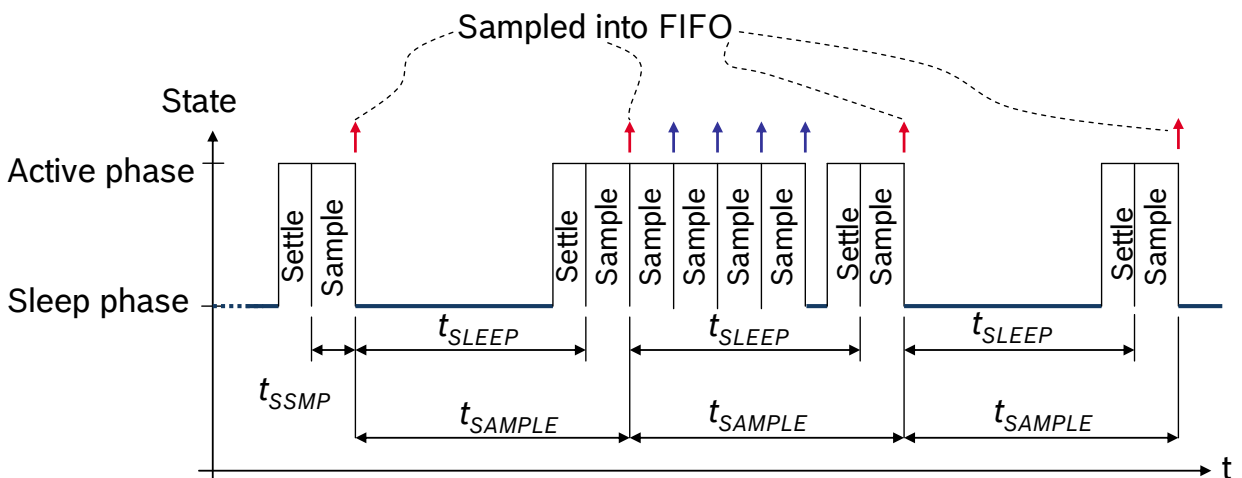 Sampled into FIFO
State
Active phase
Settle
Sample
Settle
Sample
Sample
Sample
Sample
Sample
Settle
Sample
Settle
Sample
Sleep phase
tSLEEP
tSLEEP
tSLEEP
tSSMP
tSAMPLE
tSAMPLE
tSAMPLE
t